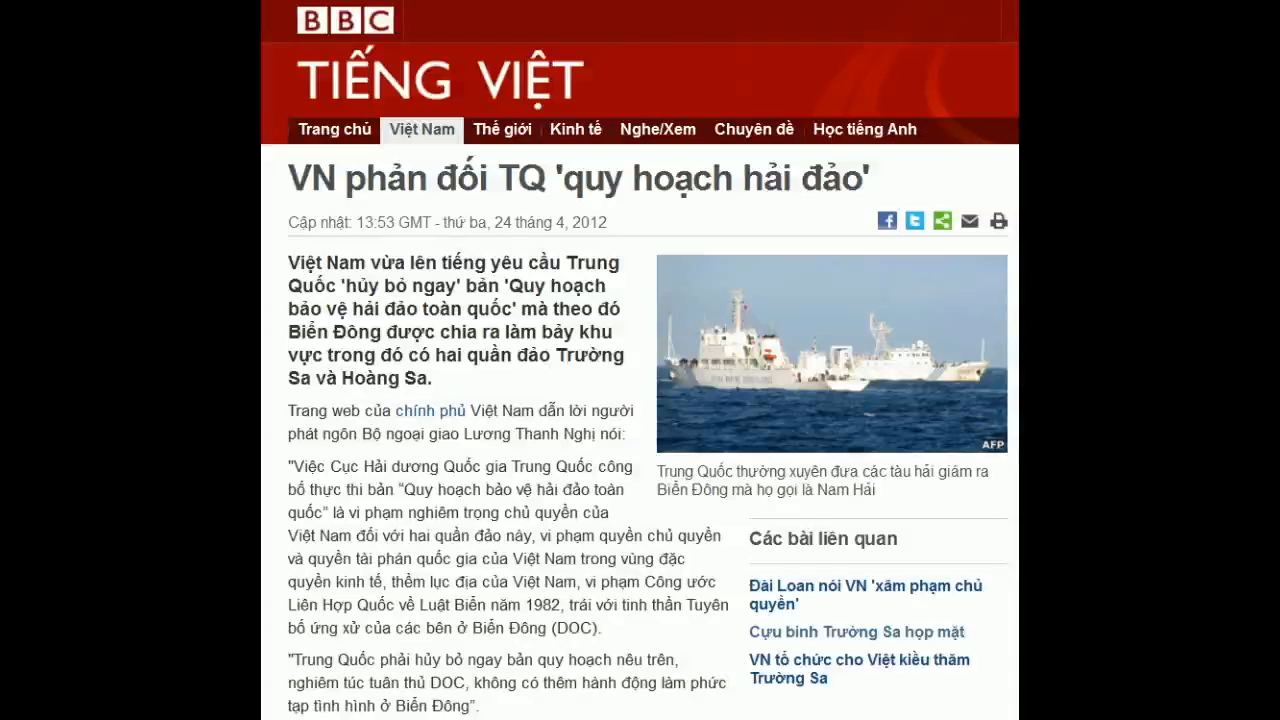 BBC
TIẾNG VIỆT
Trang chủ Việt Nam Thế giới Kinh tế Nghe/Xem Chuyên đề Học tiếng Anh
VN phản đối TQ 'quy hoạch hải đảo'
Cập nhật: 13:53 GMT - thứ ba, 24 tháng 4, 2012
Việt Nam vừa lên tiếng yêu cầu Trung
Quốc 'hủy bỏ ngay' bản 'Quy hoạch
bảo vệ hải đảo toàn quốc' mà theo đó
Biển Đông được chia ra làm bảy khu
vực trong đó có hai quần đảo Trường
Sa và Hoàng Sa.
Trang web của chính phủ Việt Nam dẫn lời người
phát ngôn Bộ ngoại giao Lương Thanh Nghị nói:
"Việc Cục Hải dương Quốc gia Trung Quốc công
bố thực thi bản “Quy hoạch bảo vệ hải đảo toàn
quốc” là vi phạm nghiêm trọng chủ quyền của
Việt Nam đối với hai quần đảo này, vi phạm quyền chủ quyền
và quyền tài phán quốc gia của Việt Nam trong vùng đặc
quyền kinh tế, thềm lục địa của Việt Nam, vi phạm Công ước
Liên Hợp Quốc về Luật Biển năm 1982, trái với tinh thần Tuyên
bố ứng xử của các bên ở Biển Đông (DOC).
"Trung Quốc phải hủy bỏ ngay bản quy hoạch nêu trên,
nghiêm túc tuân thủ DOC, không có thêm hành động làm phức
tạp tình hình ở Biển Đông”.
AFP
Trung Quốc thường xuyên đưa các tàu hải giám ra
Biển Đông mà họ gọi là Nam Hải
Các bài liên quan
Đài Loan nói VN 'xâm phạm chủ
quyền'
Cựu binh Trường Sa họp mặt
VN tổ chức cho Việt kiều thăm
Trường Sa